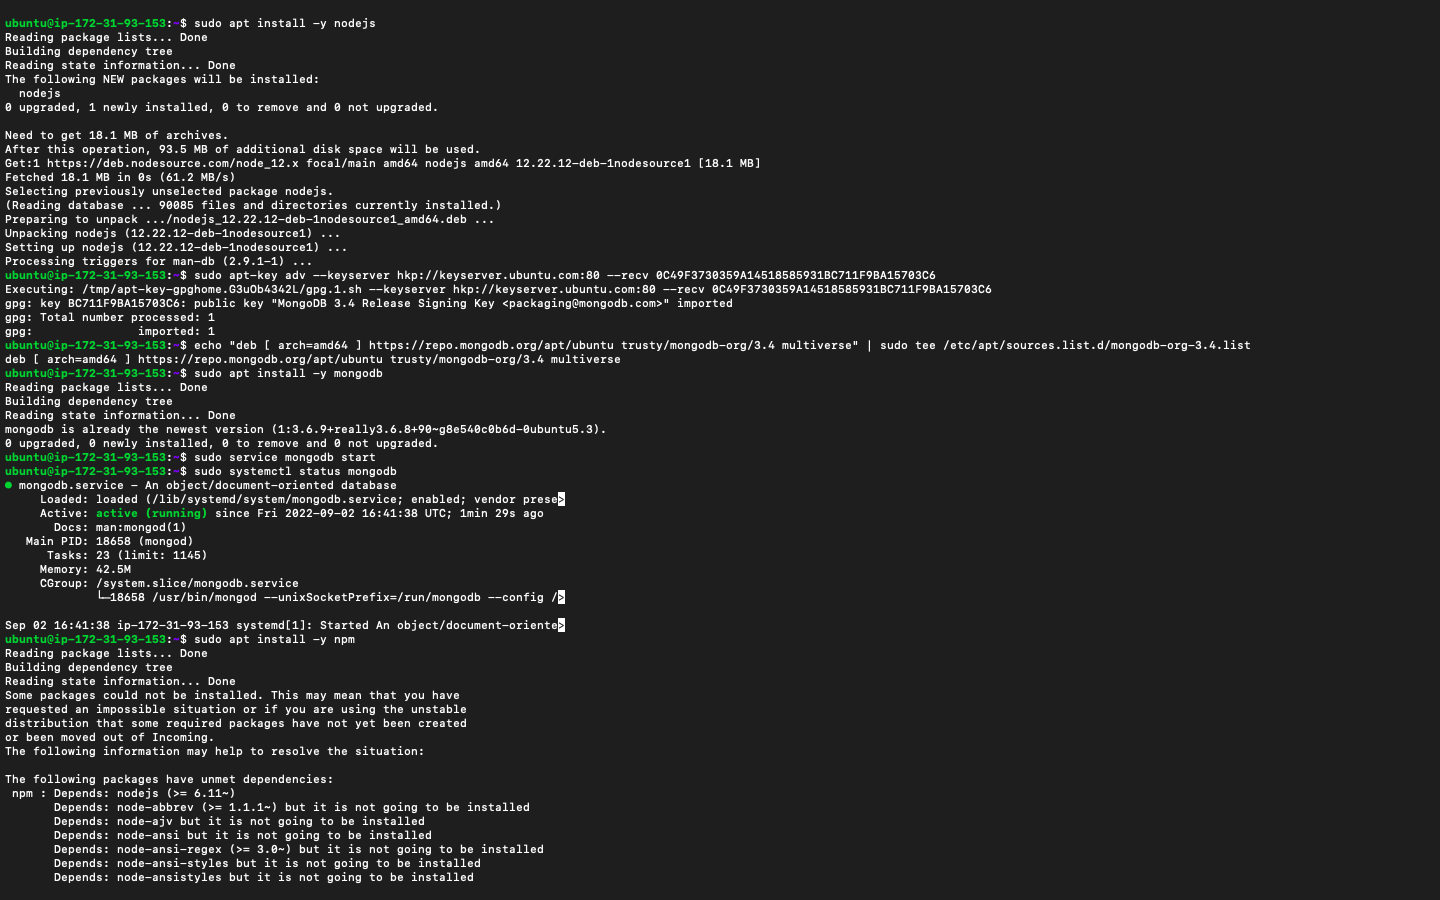 ubuntu@ip-172-31-93-153:~$ sudo apt install -y nodejs
Reading package lists... Done
Building dependency tree
Reading state information... Done
The following NEW packages will be installed:
  nodejs
0 upgraded, 1 newly installed, 0 to remove and 0 not upgraded.
Need to get 18.1 MB of archives.
After this operation, 93.5 MB of additional disk space will be used.
Get:1 https://deb.nodesource.com/node_12.x focal/main amd64 nodejs amd64 12.22.12-deb-1nodesource1 [18.1 MB]
Fetched 18.1 MB in 0s (61.2 MB/s)
Selecting previously unselected package nodejs.
(Reading database ... 90085 files and directories currently installed.)
Preparing to unpack .../nodejs_12.22.12-deb-1nodesource1_amd64.deb ...
Unpacking nodejs (12.22.12-deb-1nodesource1) ...
Setting up nodejs (12.22.12-deb-1nodesource1) ...
Processing triggers for man-db (2.9.1-1) ...
ubuntu@ip-172-31-93-153:~$ sudo apt-key adv --keyserver hkp://keyserver.ubuntu.com:80 --recv 0C49F3730359A14518585931BC711F9BA15703C6
Executing: /tmp/apt-key-gpghome.G3uOb4342L/gpg.1.sh --keyserver hkp://keyserver.ubuntu.com:80 --recv 0C49F3730359A14518585931BC711F9BA15703C6
gpg: key BC711F9BA15703C6: public key "MongoDB 3.4 Release Signing Key <packaging@mongodb.com>" imported
gpg: Total number processed: 1
gpg:               imported: 1
ubuntu@ip-172-31-93-153:~$ echo "deb [ arch=amd64 ] https://repo.mongodb.org/apt/ubuntu trusty/mongodb-org/3.4 multiverse" | sudo tee /etc/apt/sources.list.d/mongodb-org-3.4.list
deb [ arch=amd64 ] https://repo.mongodb.org/apt/ubuntu trusty/mongodb-org/3.4 multiverse
ubuntu@ip-172-31-93-153:~$ sudo apt install -y mongodb
Reading package lists... Done
Building dependency tree
Reading state information... Done
mongodb is already the newest version (1:3.6.9+really3.6.8+90~g8e540c0b6d-0ubuntu5.3).
0 upgraded, 0 newly installed, 0 to remove and 0 not upgraded.
ubuntu@ip-172-31-93-153:~$ sudo service mongodb start
ubuntu@ip-172-31-93-153:~$ sudo systemctl status mongodb
● mongodb.service - An object/document-oriented database
     Loaded: loaded (/lib/systemd/system/mongodb.service; enabled; vendor prese>
     Active: active (running) since Fri 2022-09-02 16:41:38 UTC; 1min 29s ago
       Docs: man:mongod(1)
   Main PID: 18658 (mongod)
      Tasks: 23 (limit: 1145)
     Memory: 42.5M
     CGroup: /system.slice/mongodb.service
             └─18658 /usr/bin/mongod --unixSocketPrefix=/run/mongodb --config />
Sep 02 16:41:38 ip-172-31-93-153 systemd[1]: Started An object/document-oriente>
ubuntu@ip-172-31-93-153:~$ sudo apt install -y npm
Reading package lists... Done
Building dependency tree
Reading state information... Done
Some packages could not be installed. This may mean that you have
requested an impossible situation or if you are using the unstable
distribution that some required packages have not yet been created
or been moved out of Incoming.
The following information may help to resolve the situation:
The following packages have unmet dependencies:
 npm : Depends: nodejs (>= 6.11~)
       Depends: node-abbrev (>= 1.1.1~) but it is not going to be installed
       Depends: node-ajv but it is not going to be installed
       Depends: node-ansi but it is not going to be installed
       Depends: node-ansi-regex (>= 3.0~) but it is not going to be installed
       Depends: node-ansi-styles but it is not going to be installed
       Depends: node-ansistyles but it is not going to be installed